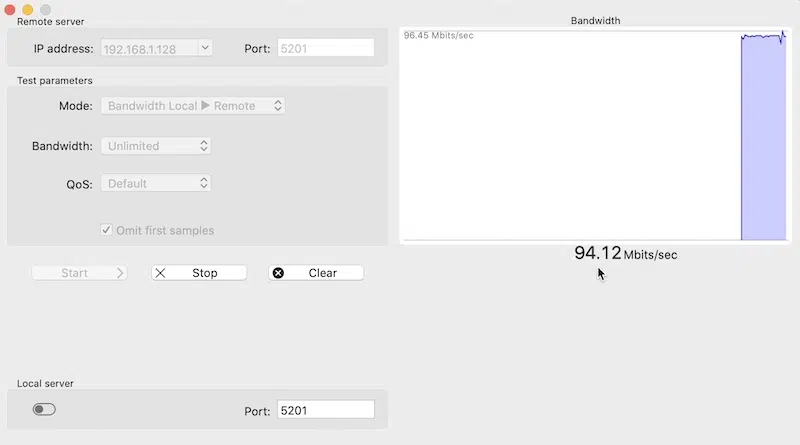 Remote server
IP address: 192.168.1.128 Port: 5201
Test parameters
Mode: Bandwidth Local ▶ Remote
Bandwidth: Unlimited
QoS: Default
Omit first samples
Start Stop Clear
Local server
Port: 5201
Bandwidth
96.45 Mbits/sec
94.12 Mbits/sec